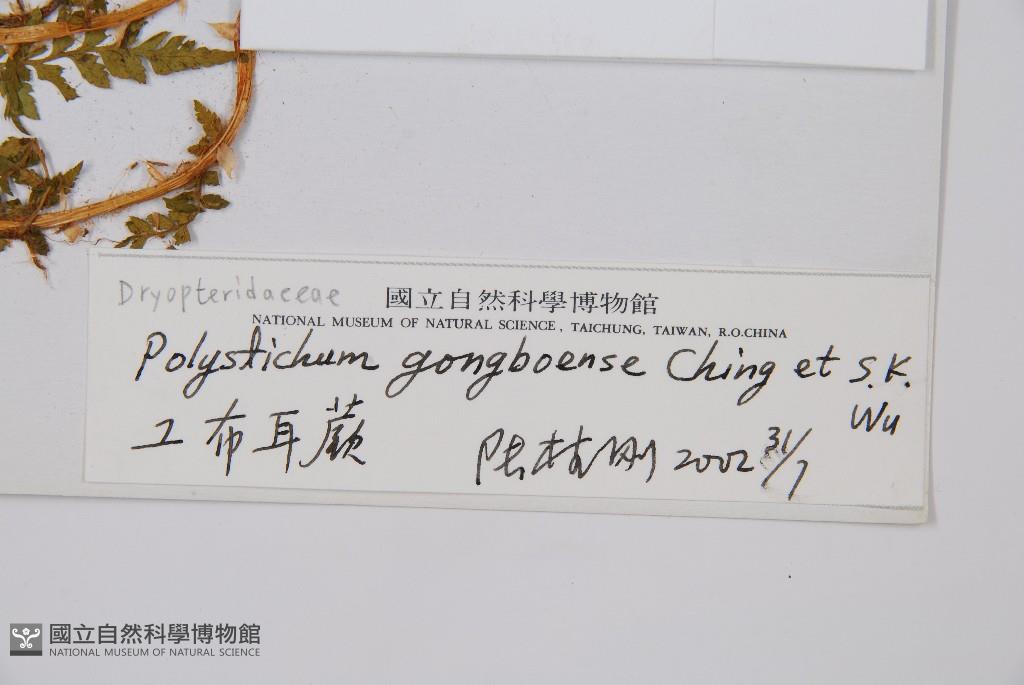 Dryopteridaceae 國立自然科學博物館
NATIONAL MUSEUM OF NATURAL SCIENCE, TAICHUNG, TAIWAN, R.O.CHINA
Polystichum gongboense Ching et S.K.
Wu
工布耳蕨 2002 31/7
國立自然科學博物館
NATIONAL MUSEUM OF NATURAL SCIENCE